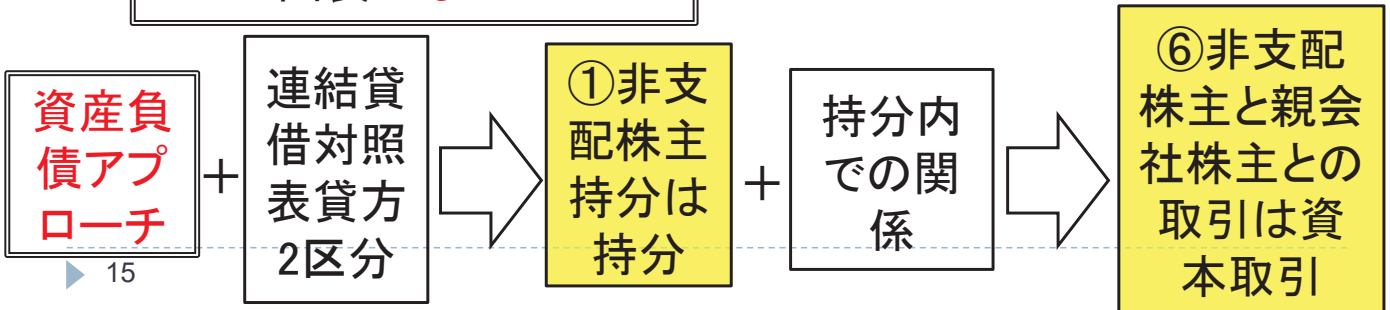 資産負
債アプ
ローチ
＋
連結貸
借対照
表貸方
2区分
①非支
配株主
持分は
持分
＋
持分内
での関
係
⑥非支配
株主と親会
社株主との
取引は資
本取引
15